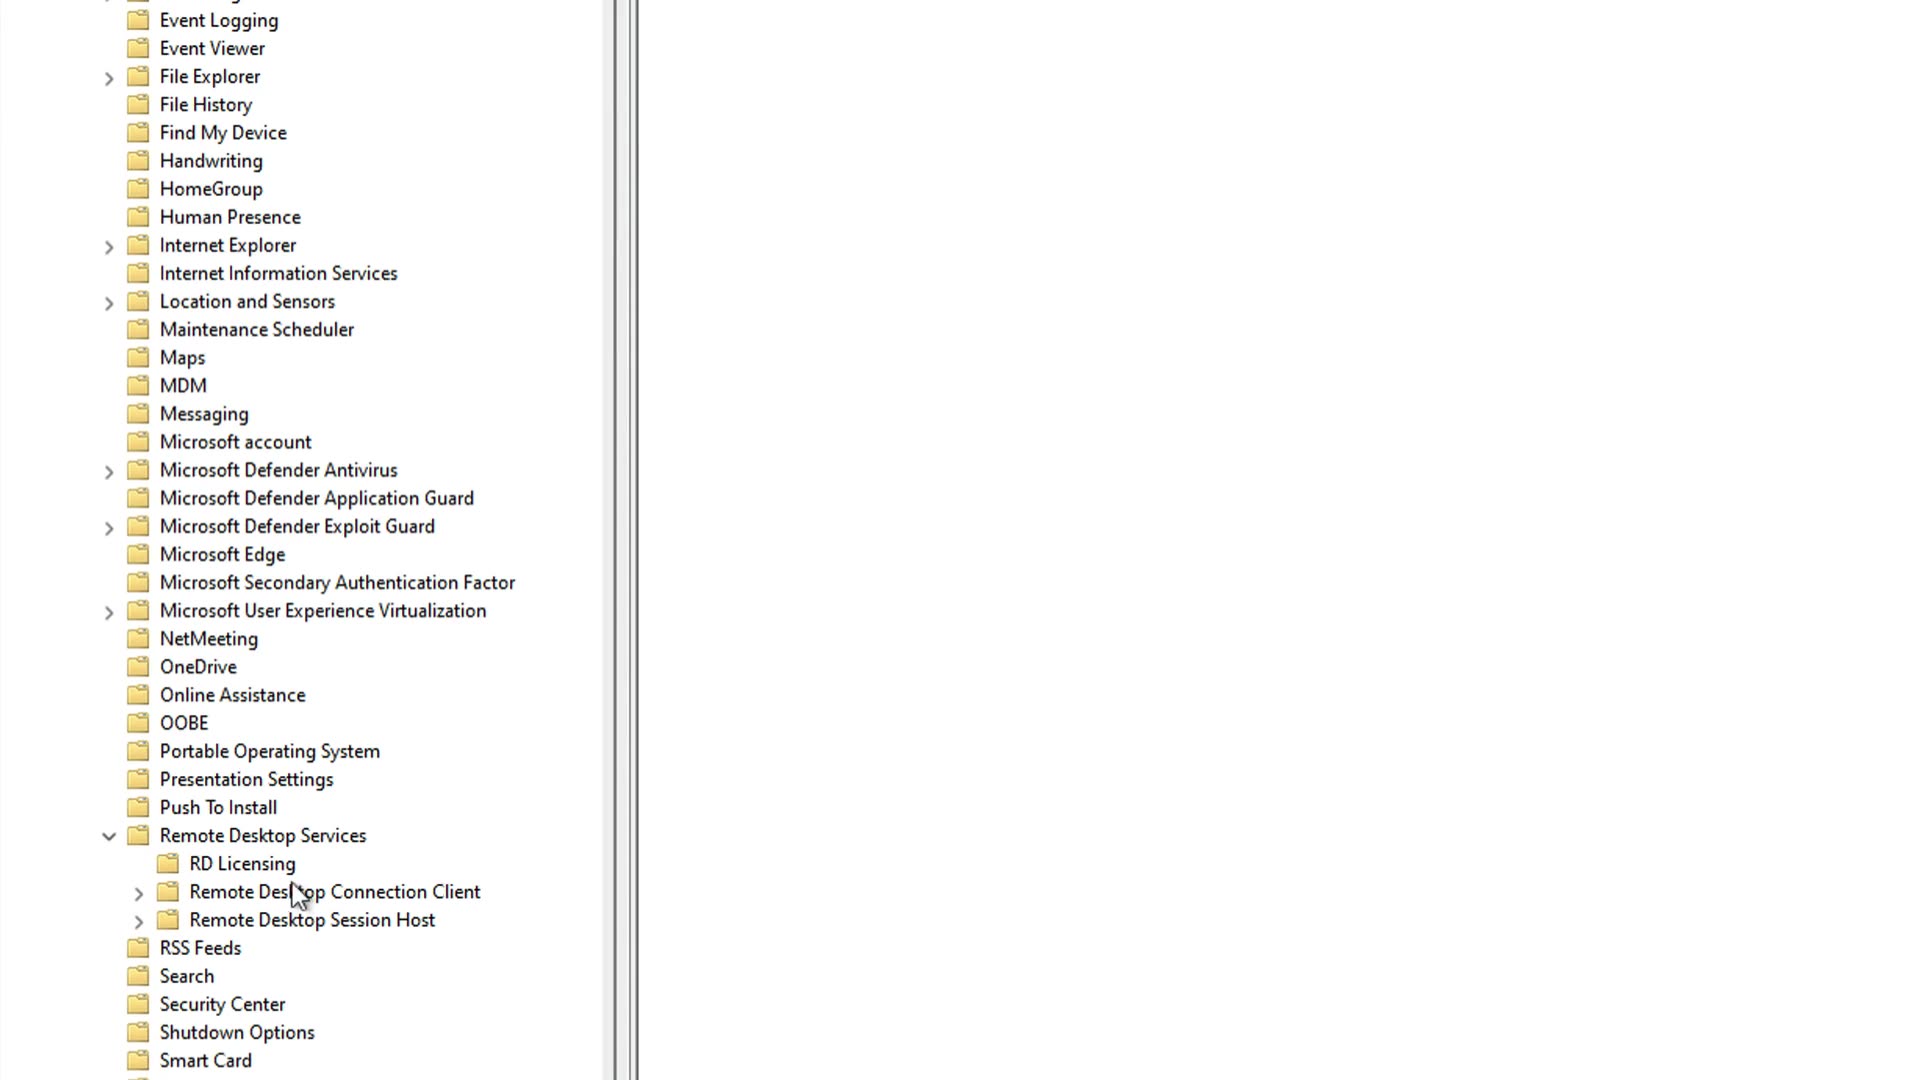 Event Logging
Event Viewer
File Explorer
File History
Find My Device
Handwriting
HomeGroup
Human Presence
Internet Explorer
Internet Information Services
Location and Sensors
Maintenance Scheduler
Maps
MDM
Messaging
Microsoft account
Microsoft Defender Antivirus
Microsoft Defender Application Guard
Microsoft Defender Exploit Guard
Microsoft Edge
Microsoft Secondary Authentication Factor
Microsoft User Experience Virtualization
NetMeeting
OneDrive
Online Assistance
OOBE
Portable Operating System
Presentation Settings
Push To Install
Remote Desktop Services
RD Licensing
Remote Desktop Connection Client
Remote Desktop Session Host
RSS Feeds
Search
Security Center
Shutdown Options
Smart Card